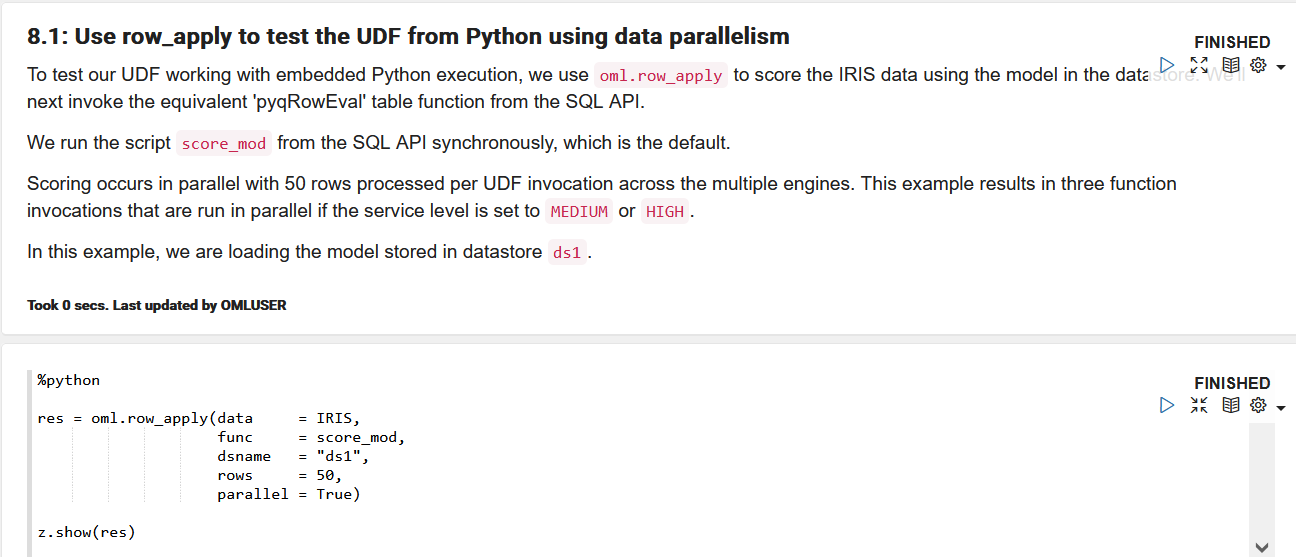 8.1: Use row_apply to test the UDF from Python using data parallelism
FINISHED
To test our UDF working with embedded Python execution, we use oml.row_apply to score the IRIS data using the model in the datastore. We'll
next invoke the equivalent 'pyqRowEval' table function from the SQL API.
We run the script score_mod from the SQL API synchronously, which is the default.
Scoring occurs in parallel with 50 rows processed per UDF invocation across the multiple engines. This example results in three function
invocations that are run in parallel if the service level is set to MEDIUM or HIGH.
In this example, we are loading the model stored in datastore ds1.
Took 0 secs. Last updated by OMLUSER
%python
FINISHED
res = oml.row_apply(data     = IRIS,
                    func     = score_mod,
                    dsname   = "ds1",
                    rows     = 50,
                    parallel = True)
z.show(res)